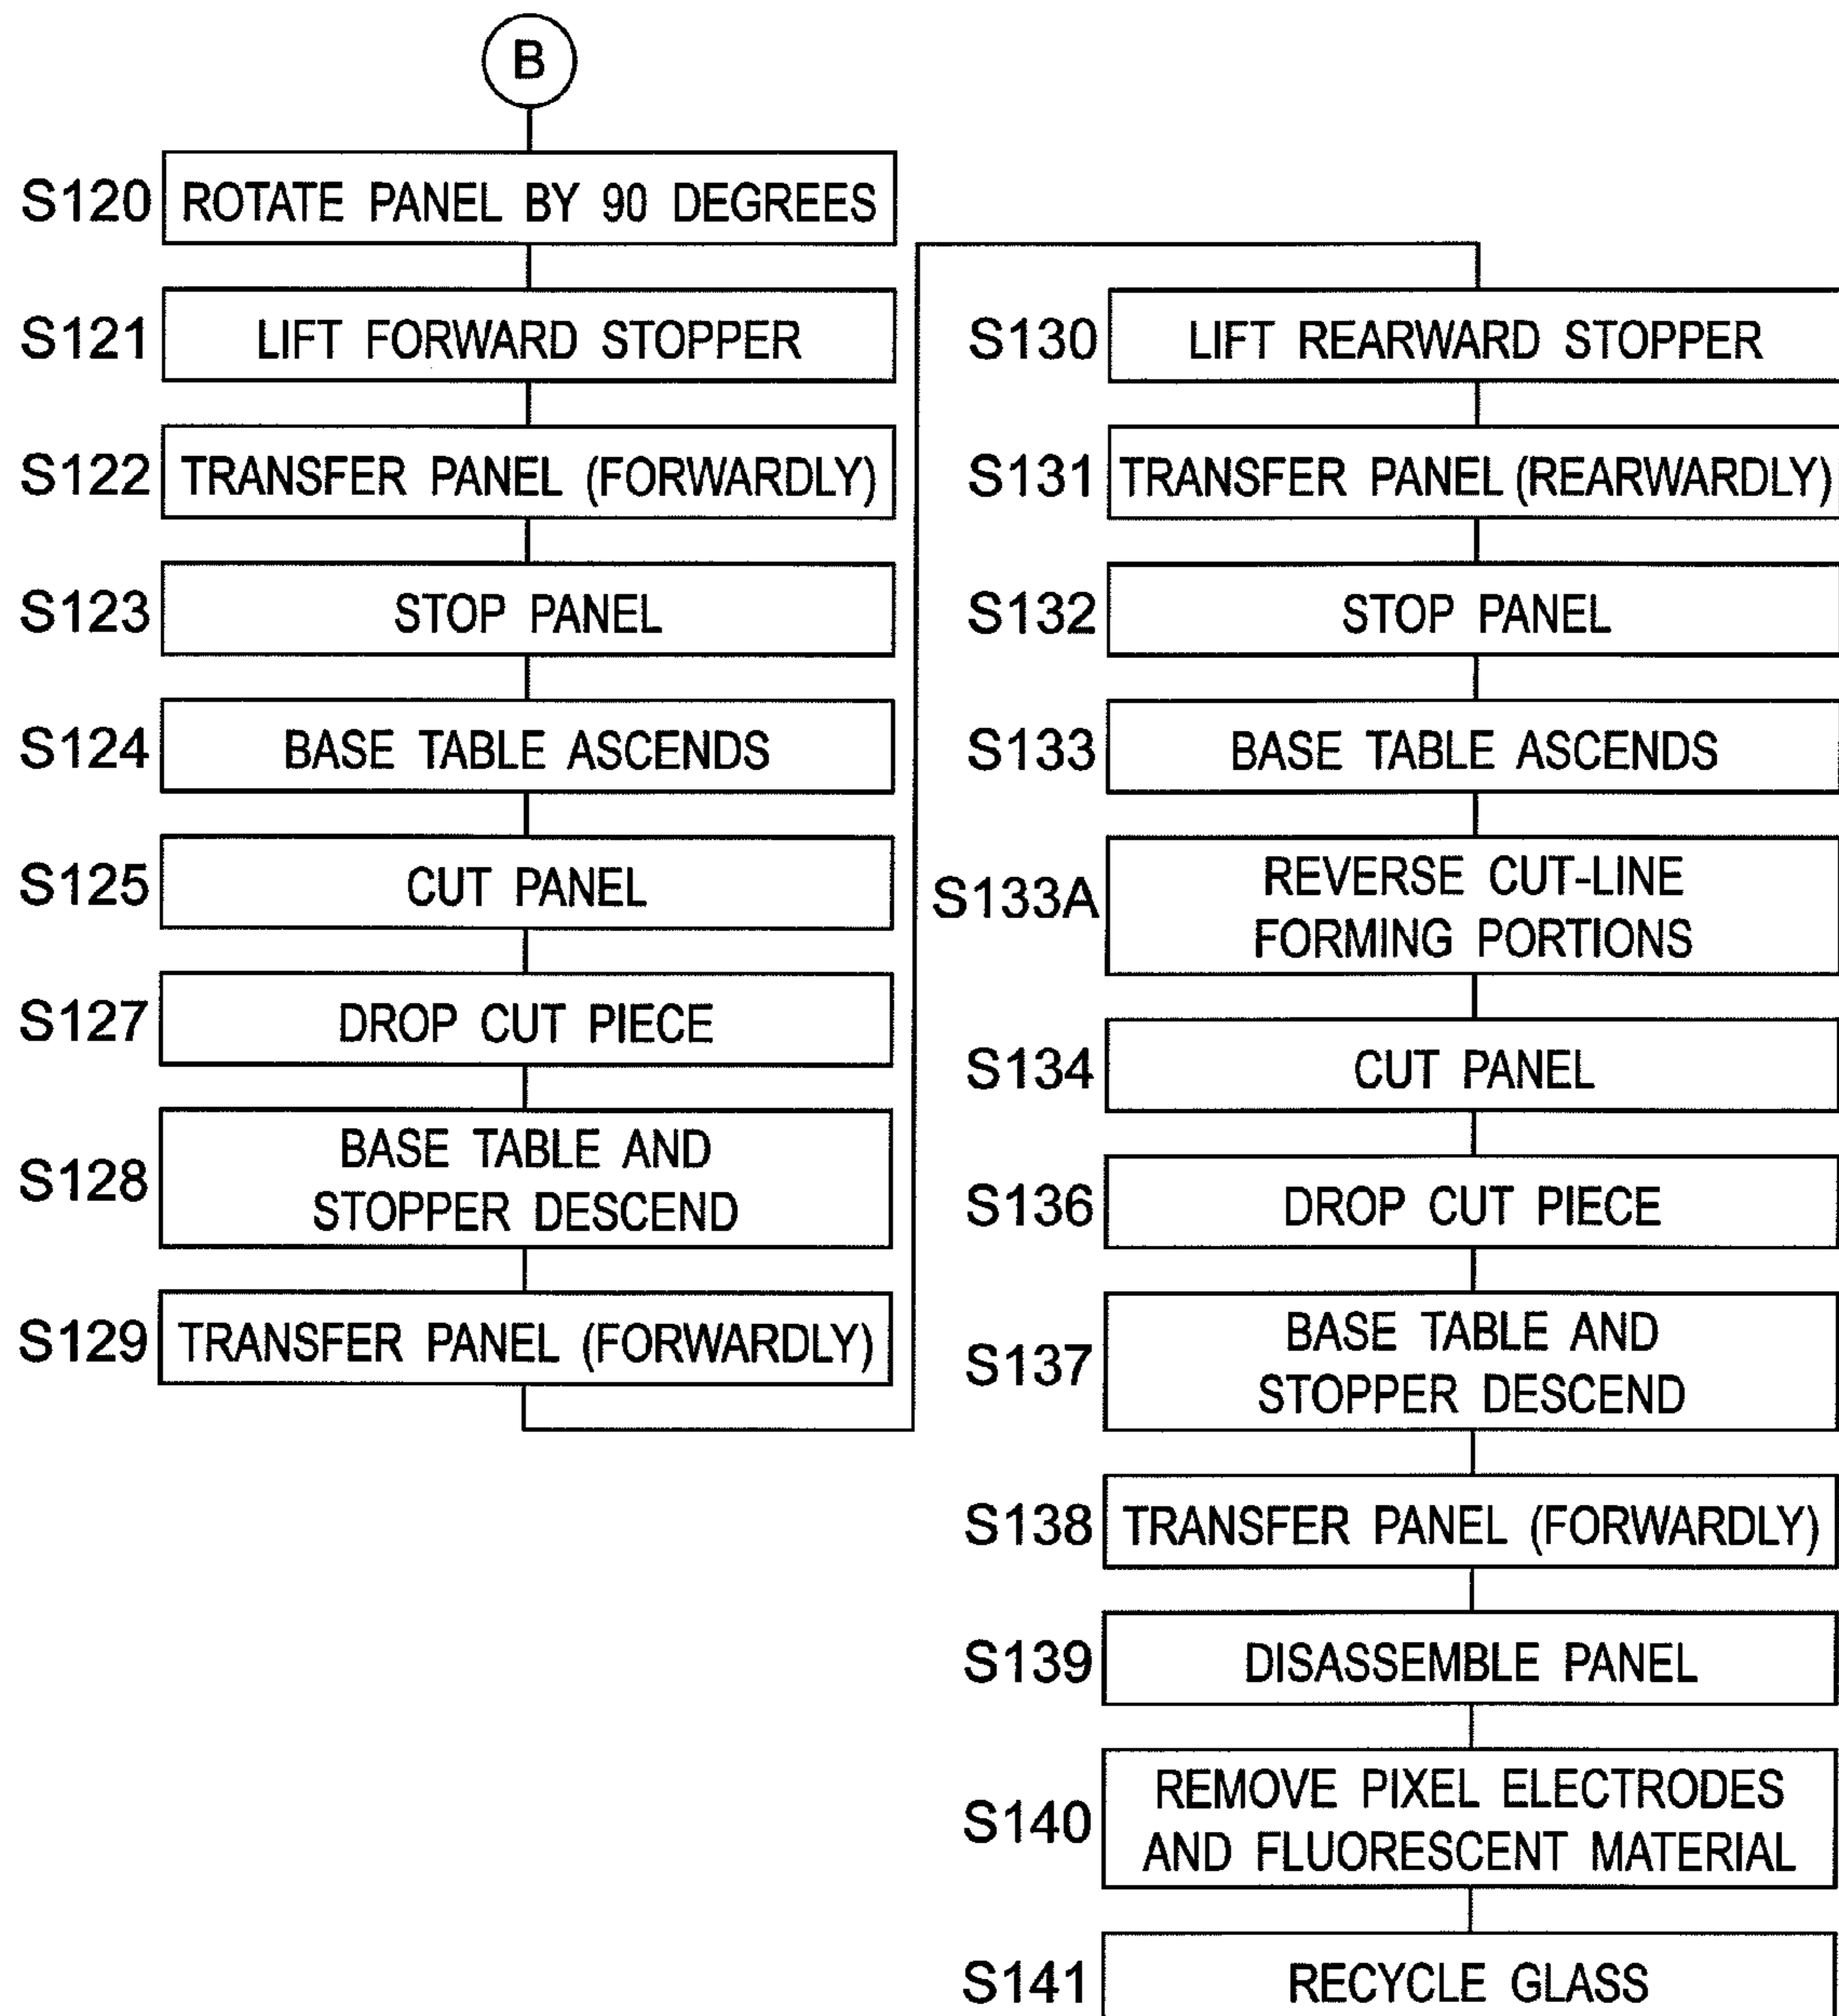 B
S120 ROTATE PANEL BY 90 DEGREES
S121 LIFT FORWARD STOPPER
S122 TRANSFER PANEL (FORWARDLY)
S123 STOP PANEL
S124 BASE TABLE ASCENDS
S125 CUT PANEL
S127 DROP CUT PIECE
S128 BASE TABLE AND
STOPPER DESCEND
S129 TRANSFER PANEL (FORWARDLY)
S130 LIFT REARWARD STOPPER
S131 TRANSFER PANEL (REARWARDLY)
S132 STOP PANEL
S133 BASE TABLE ASCENDS
S133A REVERSE CUT-LINE
FORMING PORTIONS
S134 CUT PANEL
S136 DROP CUT PIECE
S137 BASE TABLE AND
STOPPER DESCEND
S138 TRANSFER PANEL (FORWARDLY)
S139 DISASSEMBLE PANEL
S140 REMOVE PIXEL ELECTRODES
AND FLUORESCENT MATERIAL
S141 RECYCLE GLASS